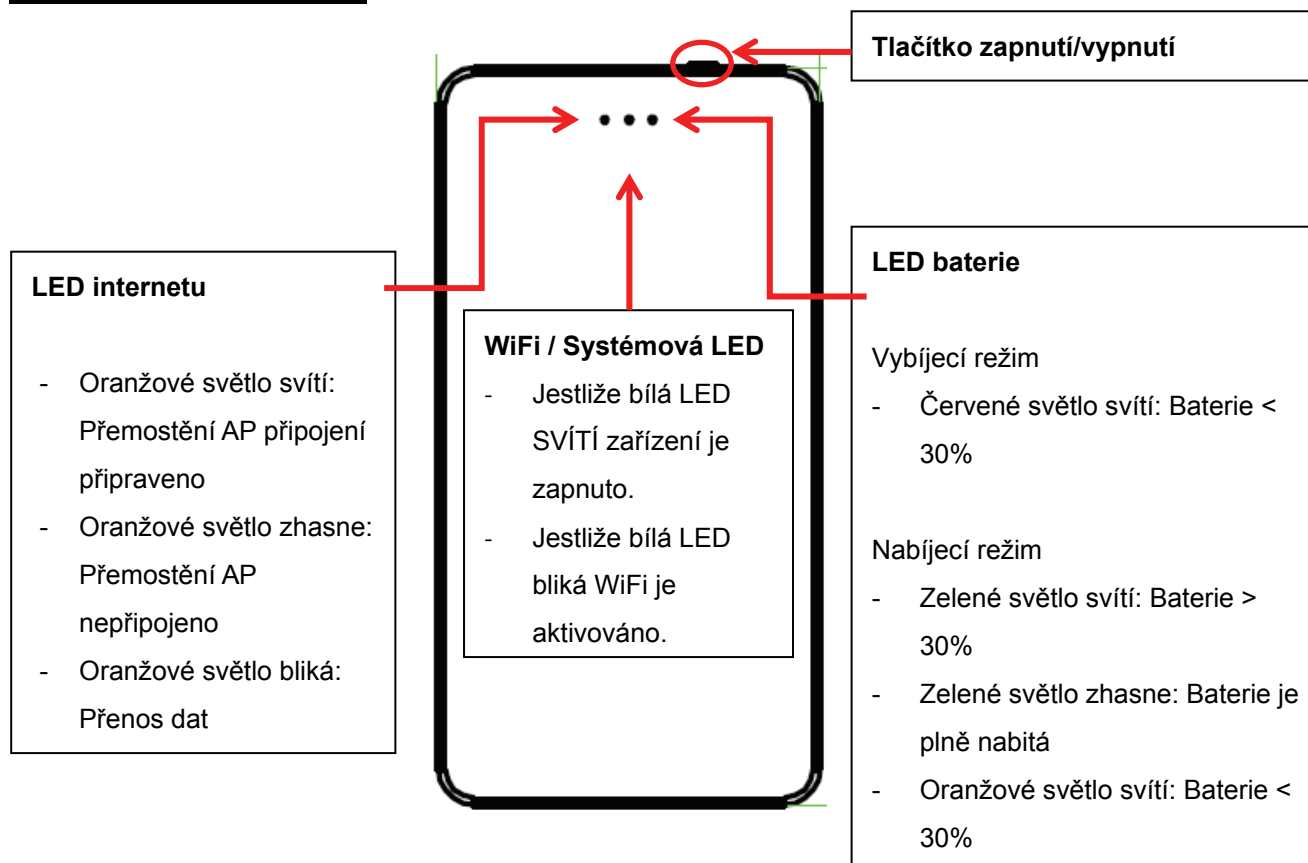 Tlačítko zapnutí/vypnutí
LED internetu
- Oranžové světlo svítí:
Přemostění AP připojení
připraveno
- Oranžové světlo zhasne:
Přemostění AP
nepřipojeno
- Oranžové světlo bliká:
Přenos dat
WiFi / Systémová LED
- Jestliže bílá LED
SVÍTÍ zařízení je
zapnuto.
- Jestliže bílá LED
bliká WiFi je
aktivováno.
LED baterie
Vybíjecí režim
- Červené světlo svítí: Baterie <
30%
Nabíjecí režim
- Zelené světlo svítí: Baterie >
30%
- Zelené světlo zhasne: Baterie je
plně nabitá
- Oranžové světlo svítí: Baterie <
30%